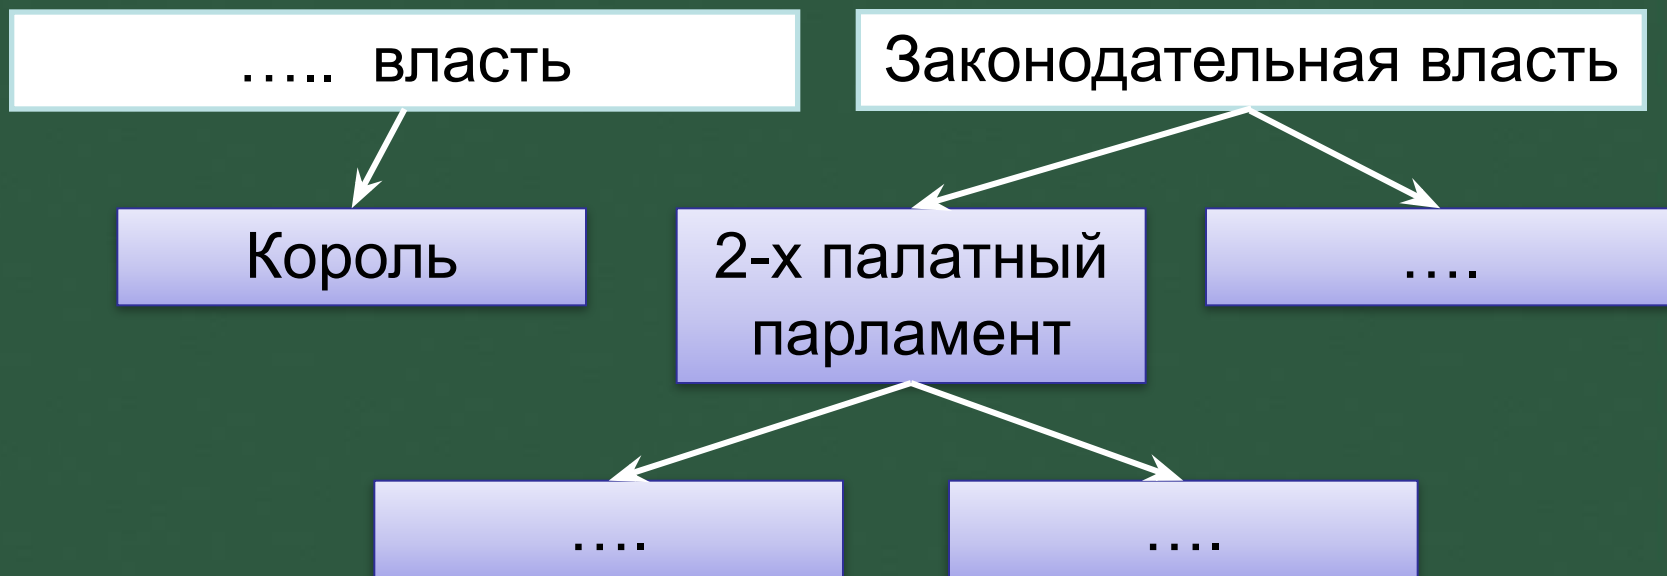 ….. власть
Законодательная власть
Король
2-х палатный
парламент
….
….
….